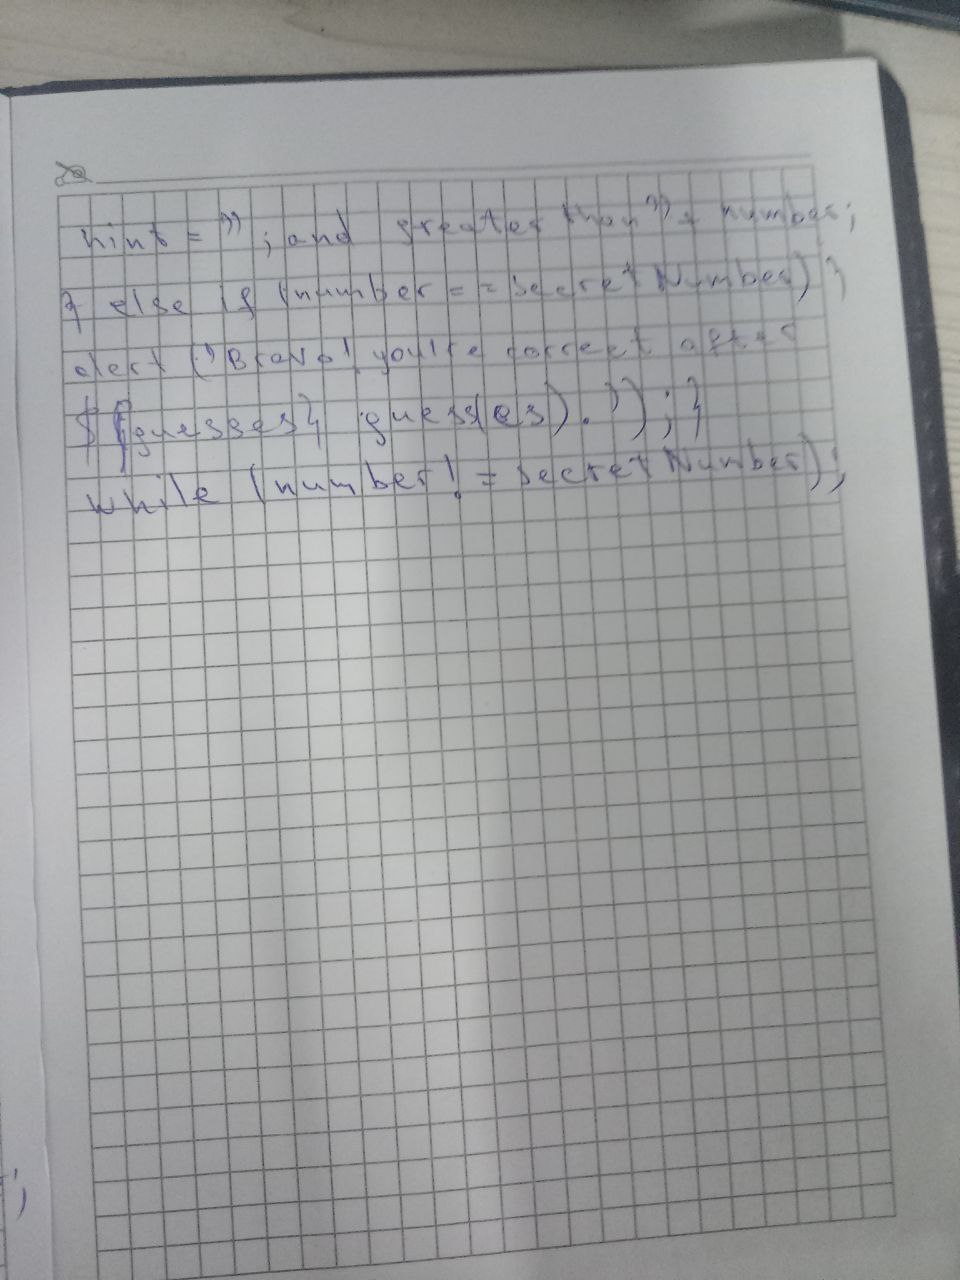 hint = ”; and greater than” + number;
} else if (number == secretNumber) }
alert (”Bravo! you're correct after
${guesses} guess(es).”);}
while (number! = secretNumber);